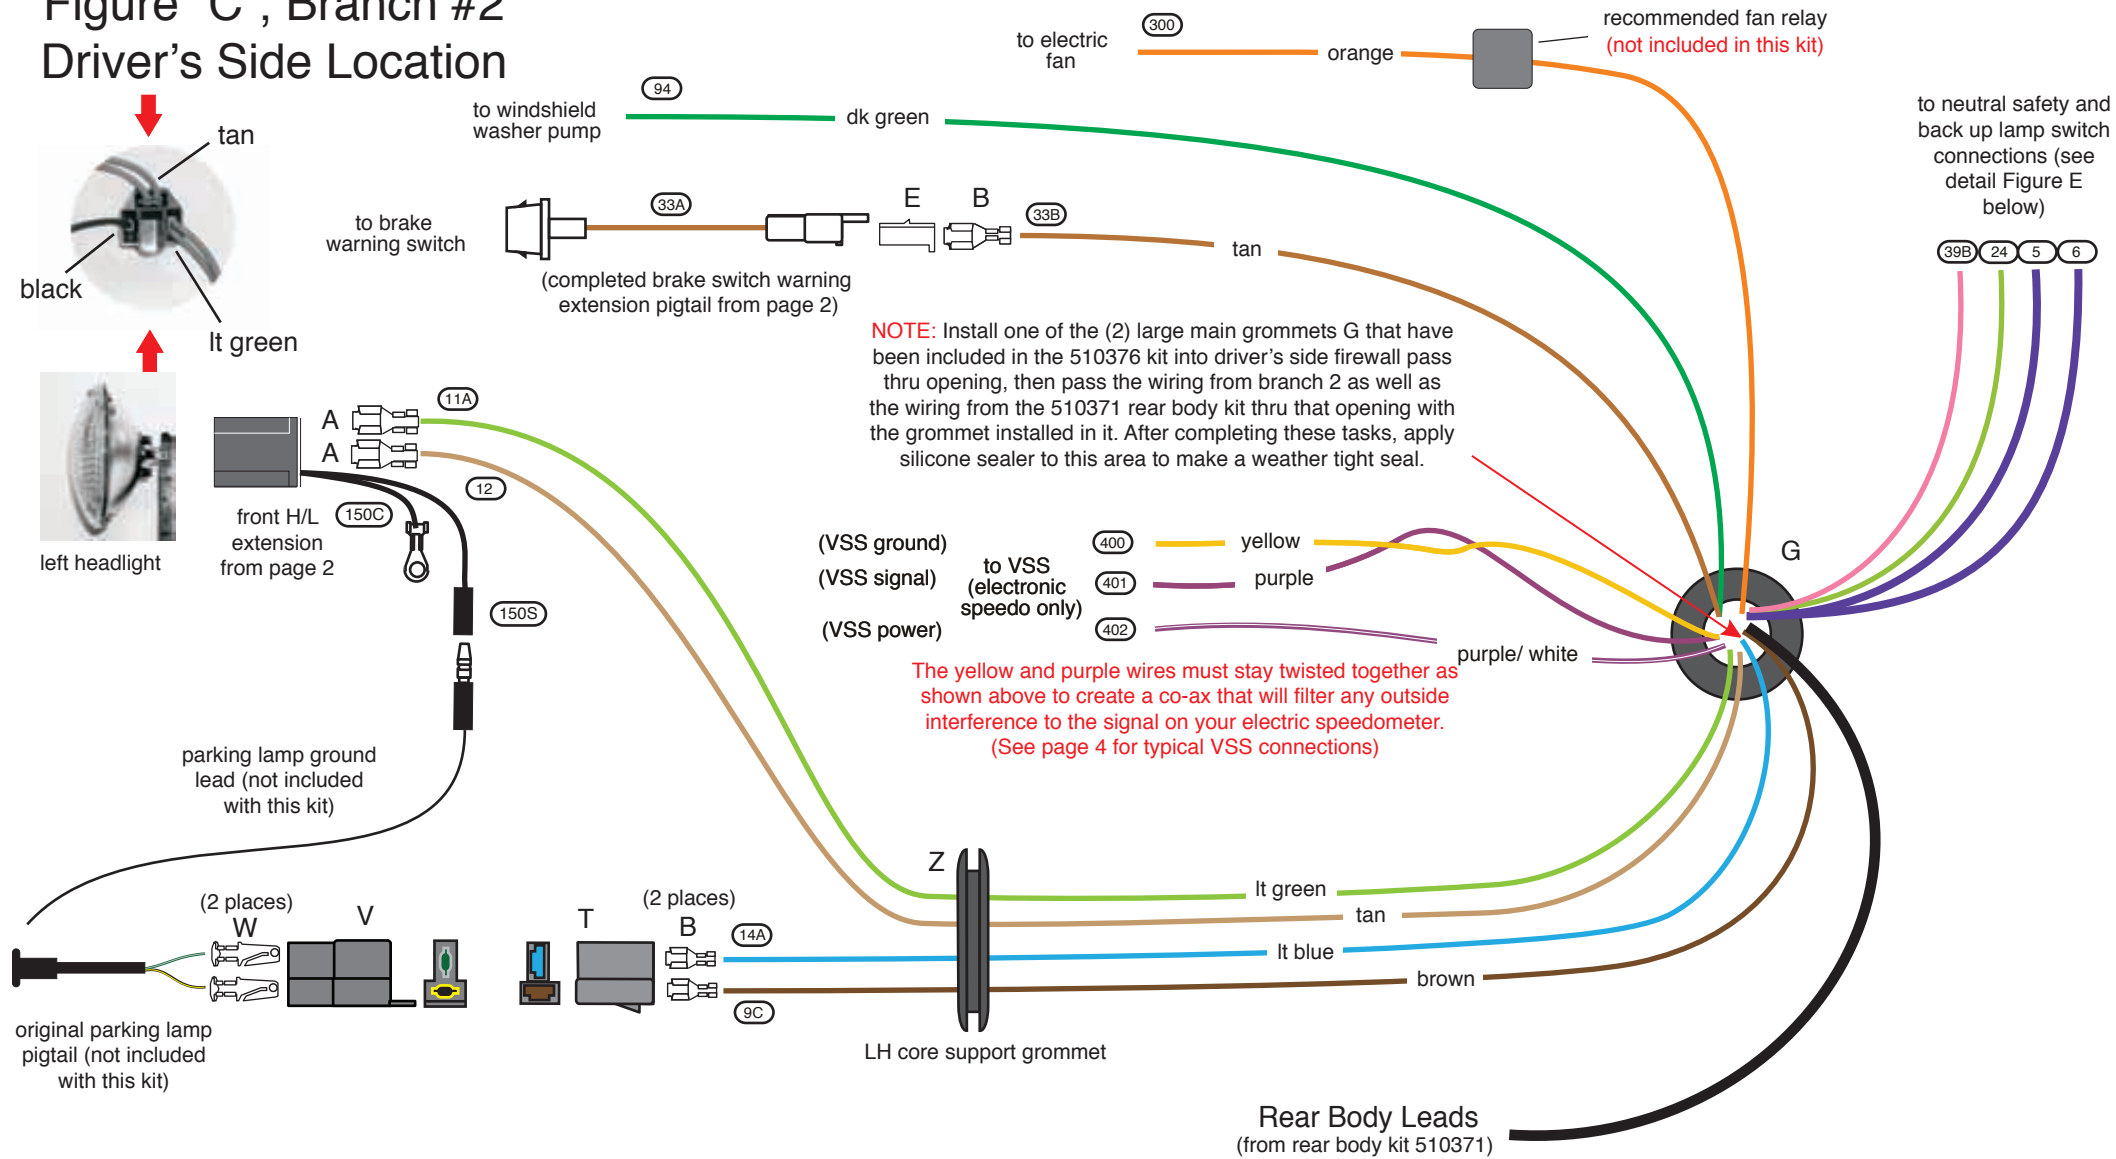 Figure "C", Branch #2
Driver's Side Location
tan
black
lt green
left headlight
to electric
fan
300
orange
recommended fan relay
(not included in this kit)
to windshield
washer pump
94
dk green
to neutral safety and
back up lamp switch
connections (see
detail Figure E
below)
39B 24 5 6
to brake
warning switch
33A
E B
33B
tan
(completed brake switch warning
extension pigtail from page 2)
NOTE: Install one of the (2) large main grommets G that have
been included in the 510376 kit into driver's side firewall pass
thru opening, then pass the wiring from branch 2 as well as
the wiring from the 510371 rear body kit thru that opening with
the grommet installed in it. After completing these tasks, apply
silicone sealer to this area to make a weather tight seal.
A
11A
A
12
150C
front H/L
extension
from page 2
150S
(VSS ground)
(VSS signal)
(VSS power)
to VSS
(electronic
speedo only)
400
yellow
401
purple
402
purple/ white
G
The yellow and purple wires must stay twisted together as
shown above to create a co-ax that will filter any outside
interference to the signal on your electric speedometer.
(See page 4 for typical VSS connections)
parking lamp ground
lead (not included
with this kit)
Z
lt green
tan
lt blue
brown
(2 places)
W
V
T
(2 places)
B
14A
9C
original parking lamp
pigtail (not included
with this kit)
LH core support grommet
Rear Body Leads
(from rear body kit 510371)